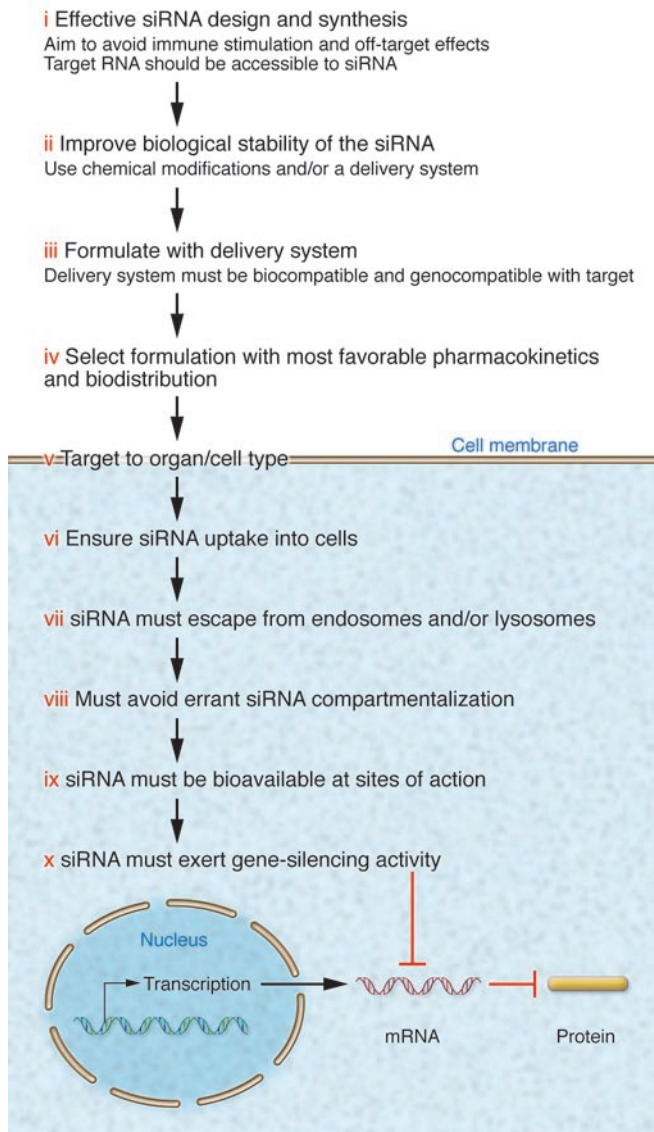 i Effective siRNA design and synthesis
Aim to avoid immune stimulation and off-target effects
Target RNA should be accessible to siRNA
ii Improve biological stability of the siRNA
Use chemical modifications and/or a delivery system
iii Formulate with delivery system
Delivery system must be biocompatible and genocompatible with target
iv Select formulation with most favorable pharmacokinetics
and biodistribution
Cell membrane
v Target to organ/cell type
vi Ensure siRNA uptake into cells
vii siRNA must escape from endosomes and/or lysosomes
viii Must avoid errant siRNA compartmentalization
ix siRNA must be bioavailable at sites of action
x siRNA must exert gene-silencing activity
Nucleus
Transcription
mRNA
Protein